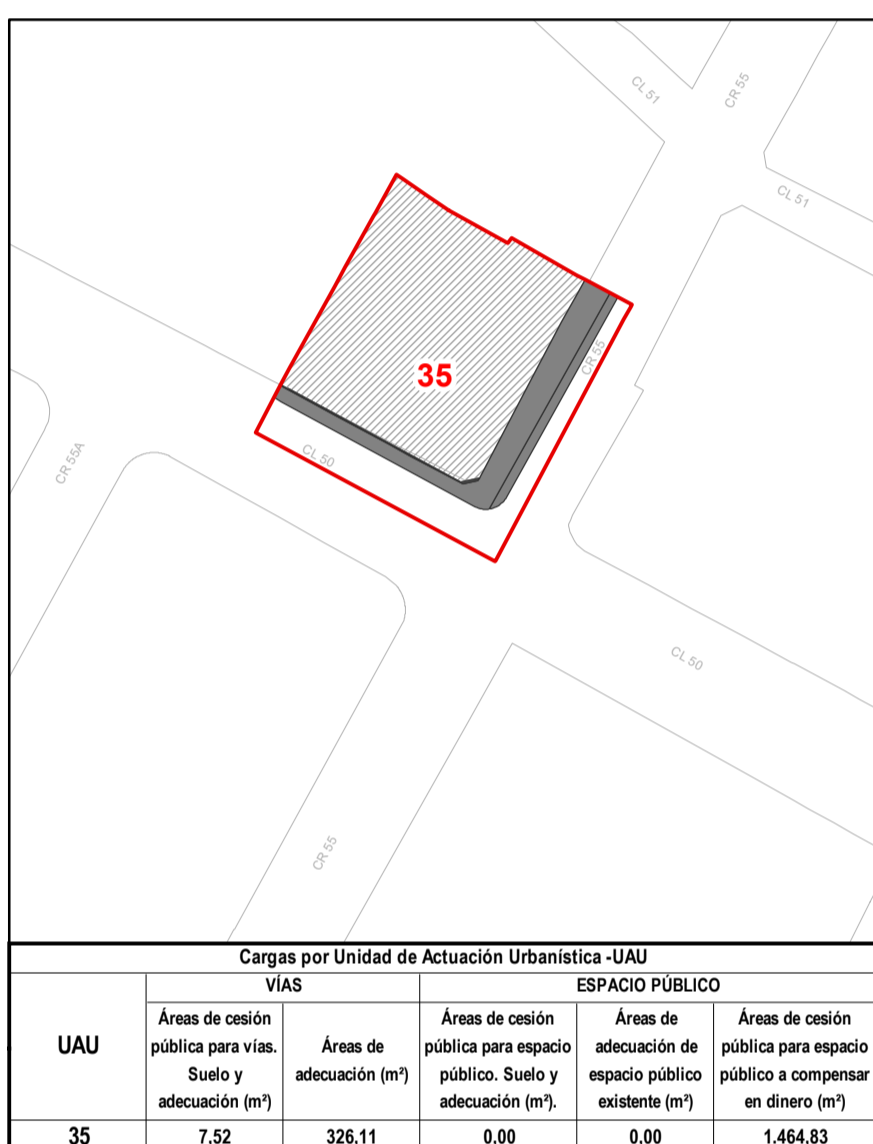 CL 51
CR 55
CL 51
35
CR 55
CL 50
CR 55A
CL 50
CR 55
Cargas por Unidad de Actuación Urbanística -UAU
UAU
VÍAS
ESPACIO PÚBLICO
Áreas de cesión
pública para vías.
Suelo y
adecuación (m²)
Áreas de
adecuación (m²)
Áreas de cesión
pública para espacio
público. Suelo y
adecuación (m²).
Áreas de
adecuación de
espacio público
existente (m²)
Áreas de cesión
pública para espacio
público a compensar
en dinero (m²)
35 7.52 326.11 0.00 0.00 1.464.83